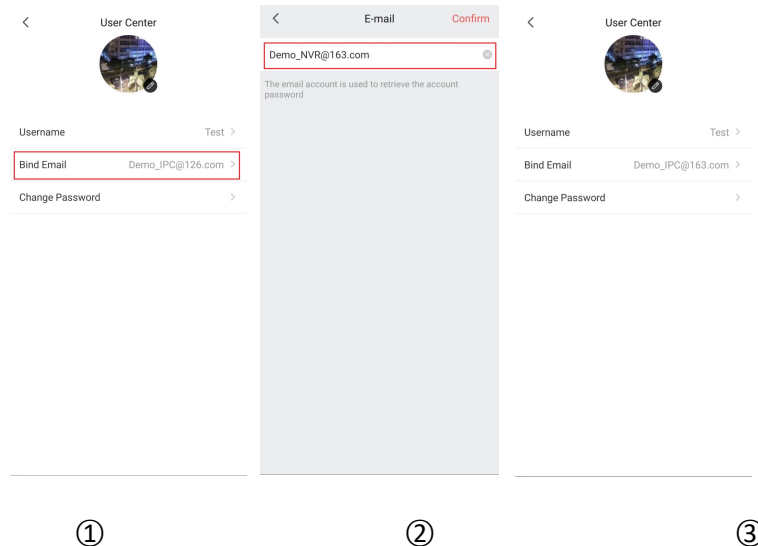 User Center
Username Test
Bind Email Demo_IPC@126.com
Change Password
E-mail Confirm
Demo_NVR@163.com
The email account is used to retrieve the account
password
User Center
Username Test
Bind Email Demo_IPC@163.com
Change Password
① ② ③